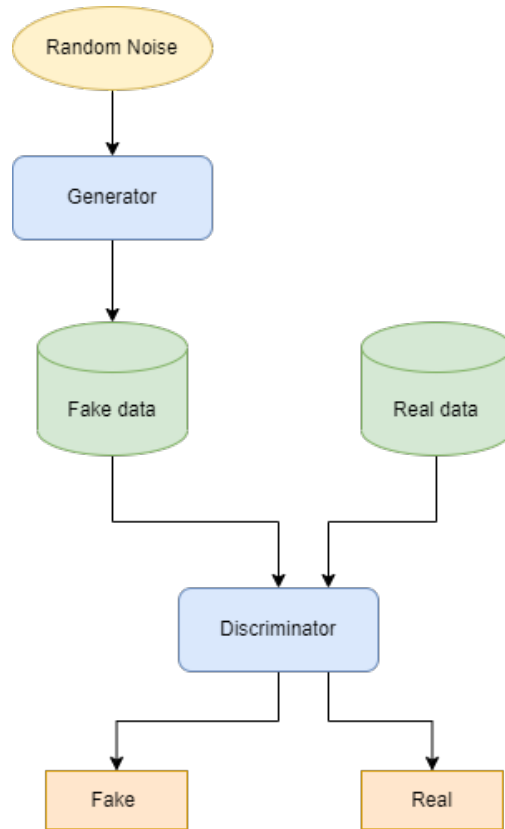 Random Noise
Generator
Fake data
Real data
Discriminator
Fake
Real